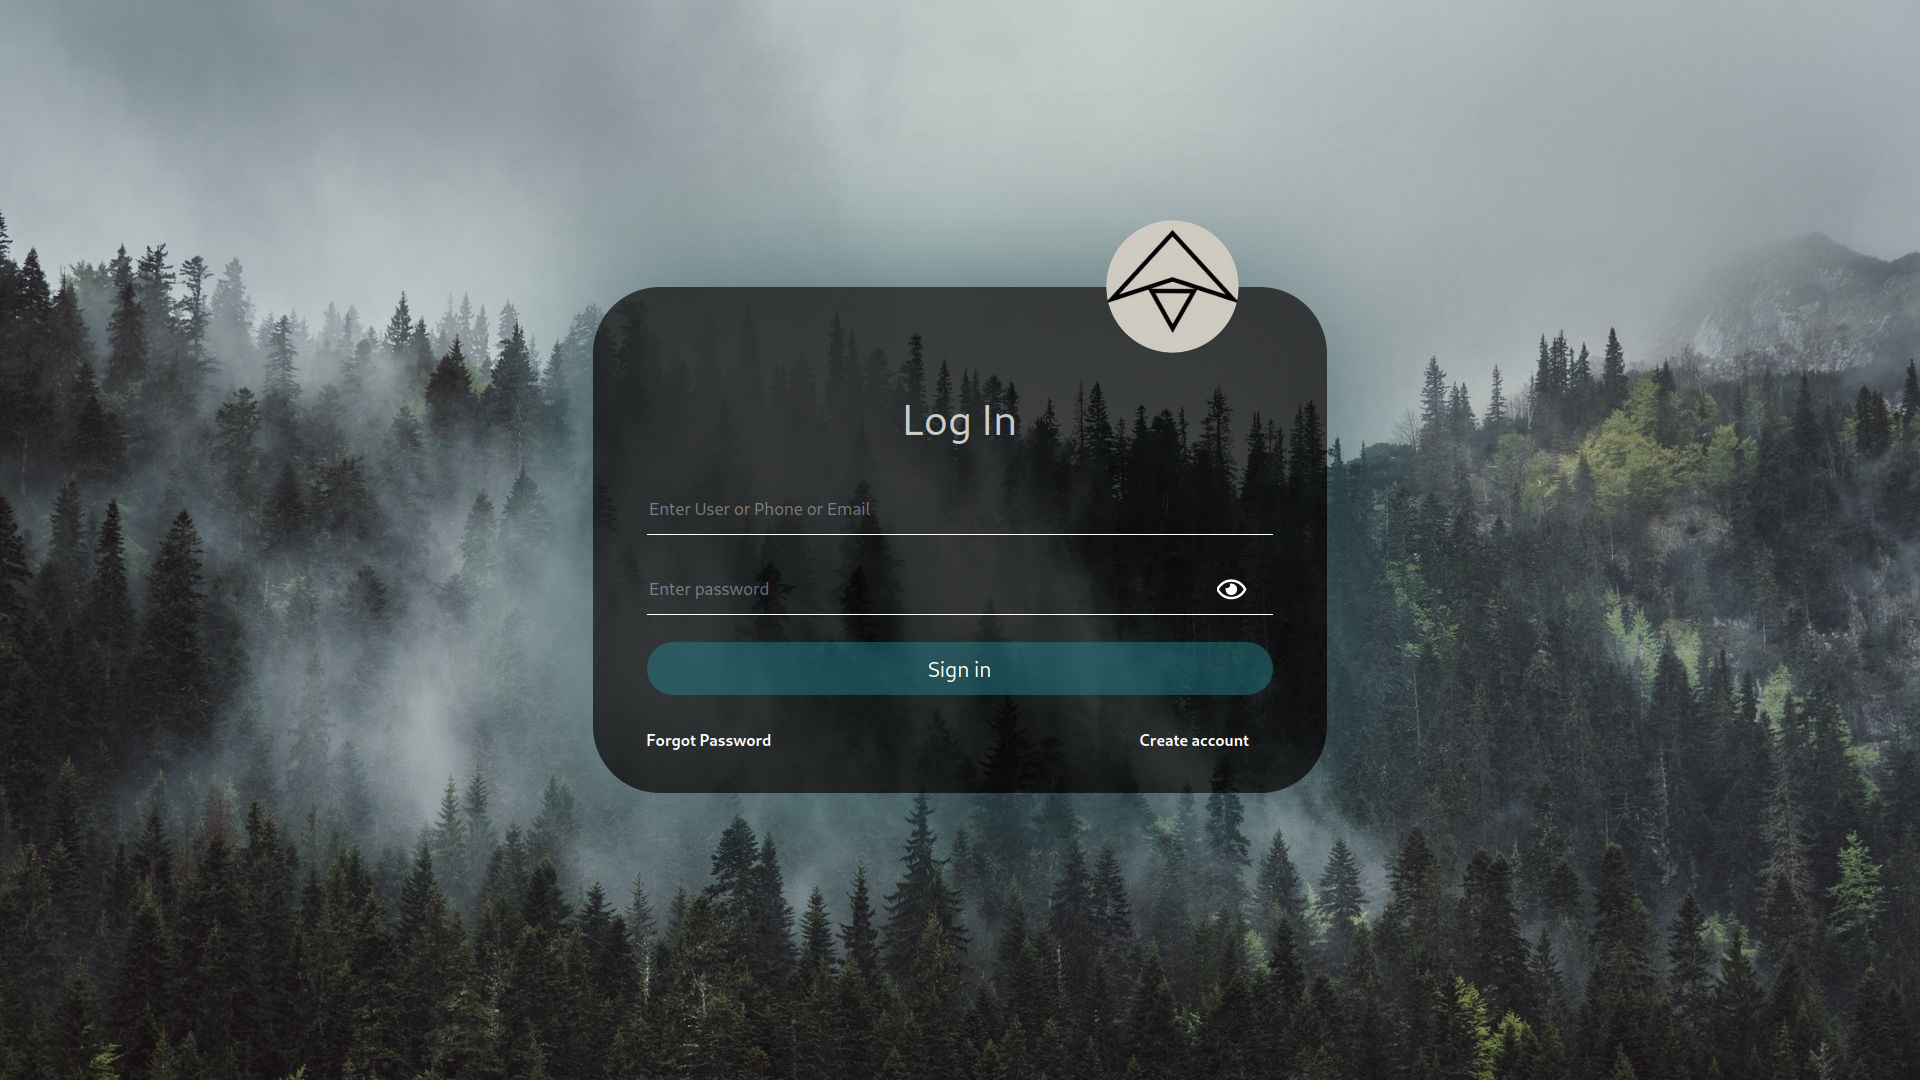 Log In
Enter User or Phone or Email
Enter password
Sign in
Forgot Password
Create account